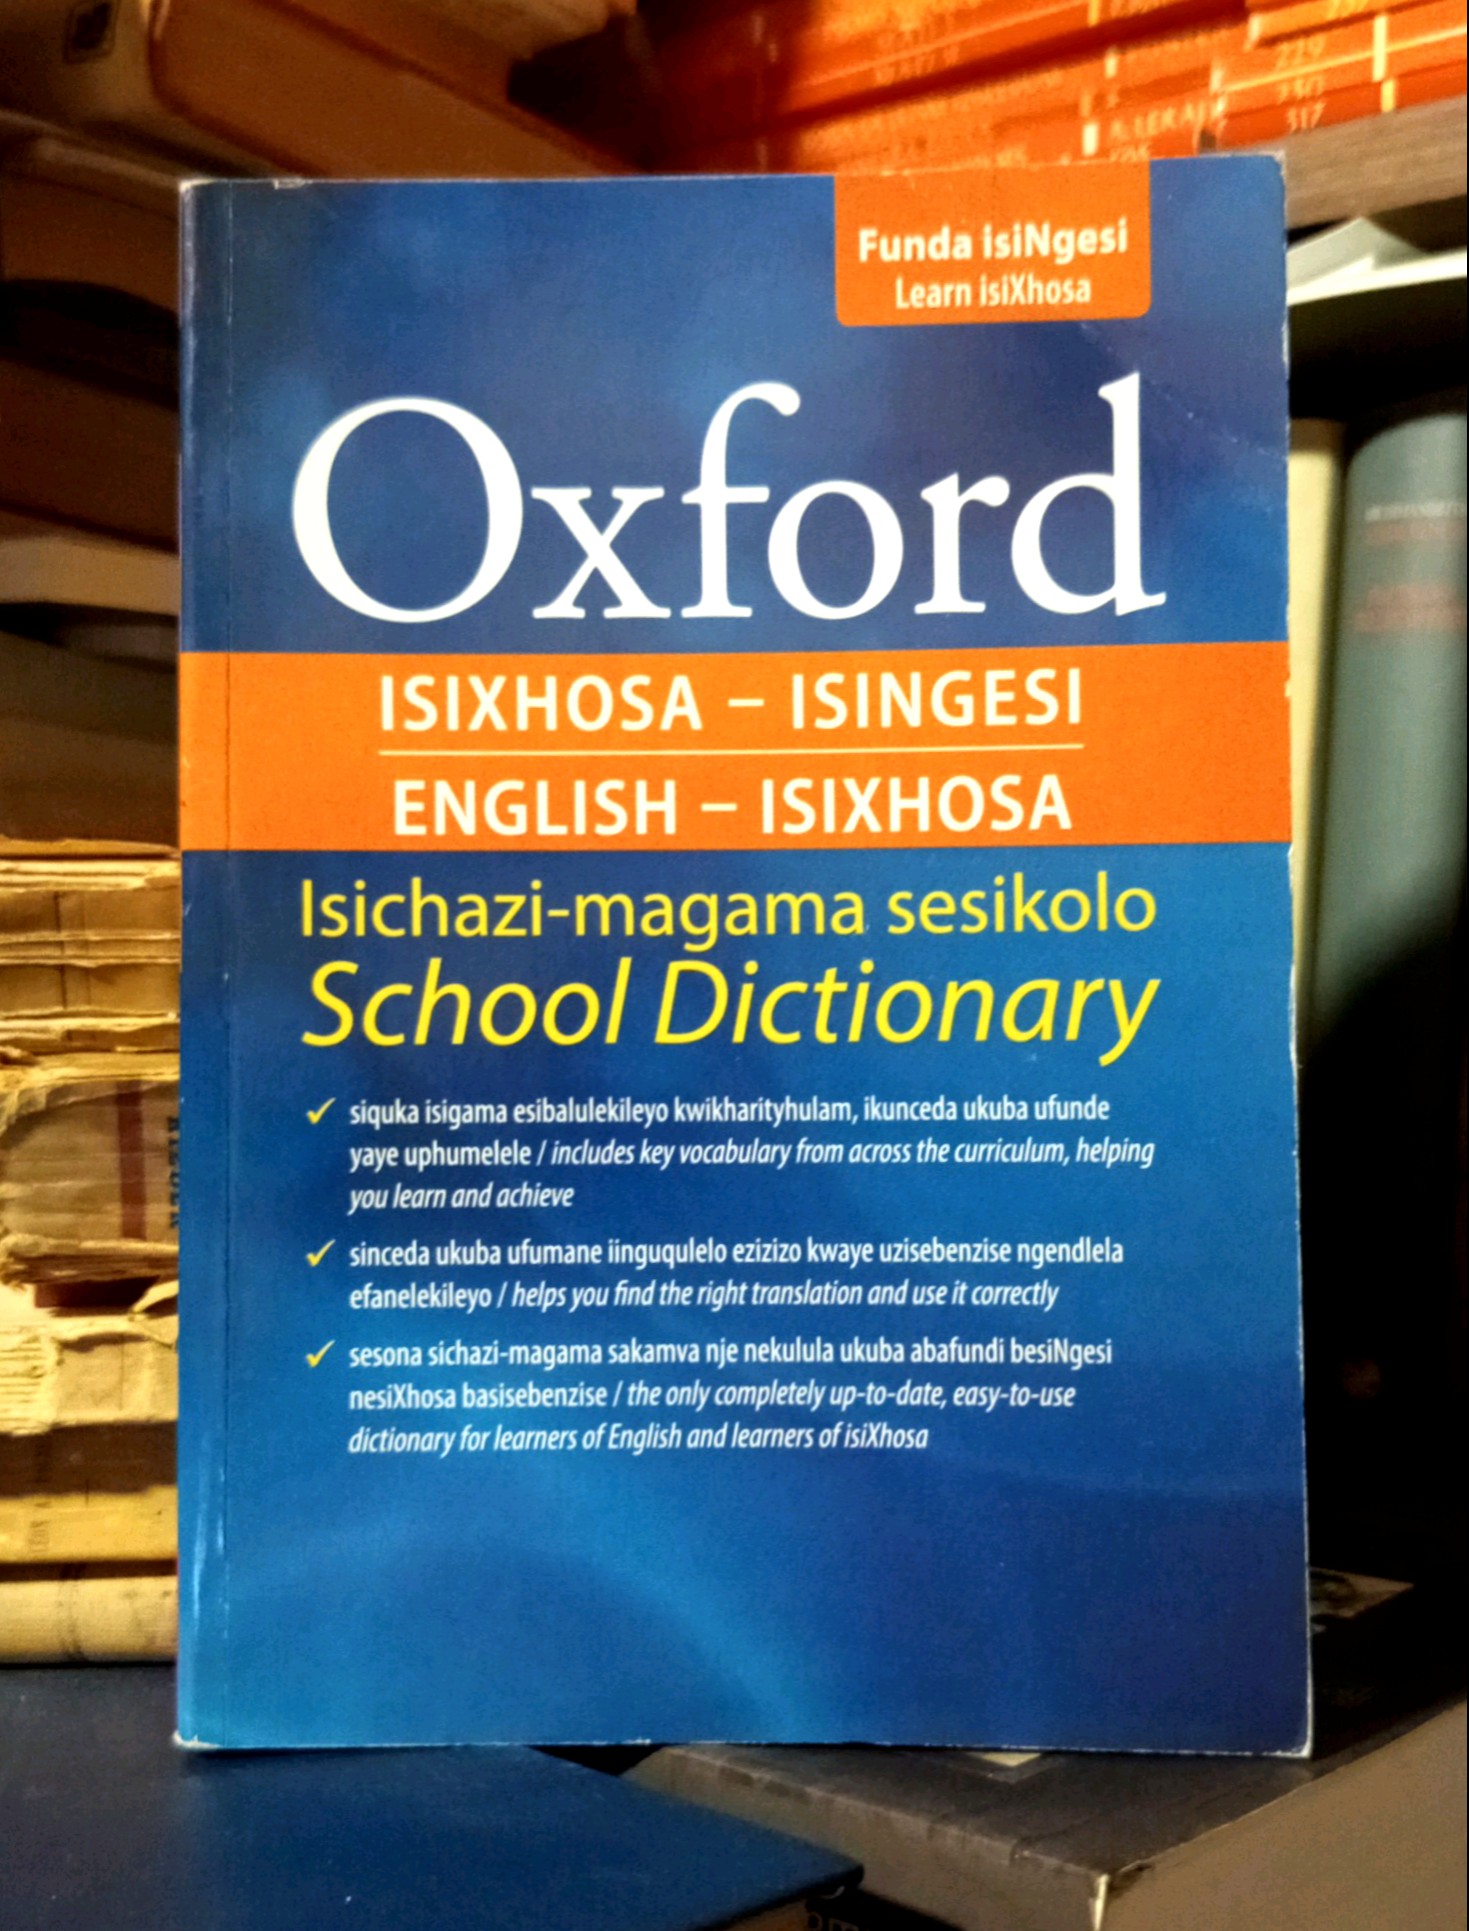 Funda isiNgesi
Learn isiXhosa
Oxford
ISIXHOSA – ISINGESI
ENGLISH – ISIXHOSA
Isichazi-magama sesikolo
School Dictionary
✓ siquka isigama esibalulekileyo kwikharityhulam, ikunceda ukuba ufunde
yaye uphumelele / includes key vocabulary from across the curriculum, helping
you learn and achieve
✓ sinceda ukuba ufumane iinguqulelo ezizizo kwaye uzisebenzise ngendlela
efanelekileyo / helps you find the right translation and use it correctly
✓ sesona sichazi-magama sakamva nje nekulula ukuba abafundi besiNgesi
nesiXhosa basisebenzise / the only completely up-to-date, easy-to-use
dictionary for learners of English and learners of isiXhosa
229
317